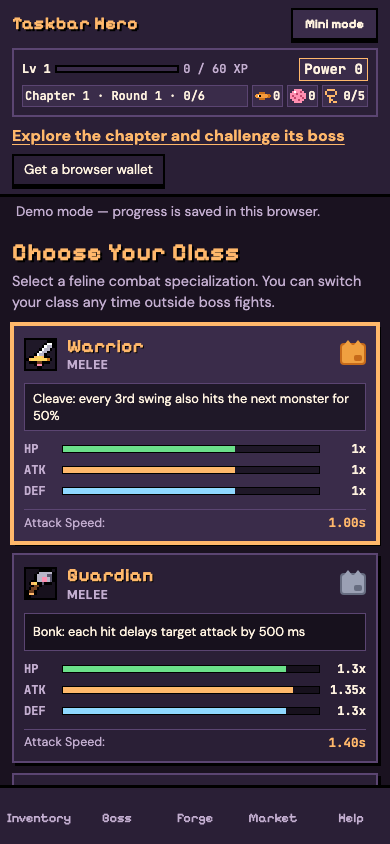 Taskbar Hero
Mini mode
Lv 1
0 / 60 XP
Power 0
Chapter 1 · Round 1 · 0/6
0
0
0/5
Explore the chapter and challenge its boss
Get a browser wallet
Demo mode — progress is saved in this browser.
Choose Your Class
Select a feline combat specialization. You can switch
your class any time outside boss fights.
Warrior
MELEE
Cleave: every 3rd swing also hits the next monster for
50%
HP 1x
ATK 1x
DEF 1x
Attack Speed: 1.00s
Guardian
MELEE
Bonk: each hit delays target attack by 500 ms
HP 1.3x
ATK 1.35x
DEF 1.3x
Attack Speed: 1.40s
Inventory Boss Forge Market Help